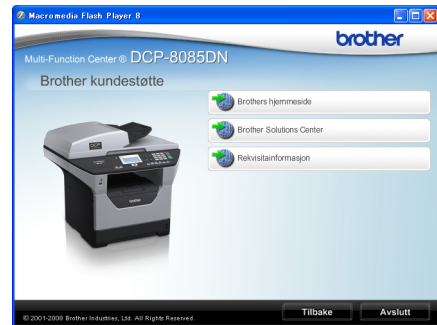 Macromedia Flash Player 8
brother
Multi-Function Center ® DCP-8085DN
Brother kundestøtte
Brothers hjemmeside
Brother Solutions Center
Rekvisitainformasjon
Tilbake
Avslutt
© 2001-2008 Brother Industries, Ltd. All Rights Reserved.